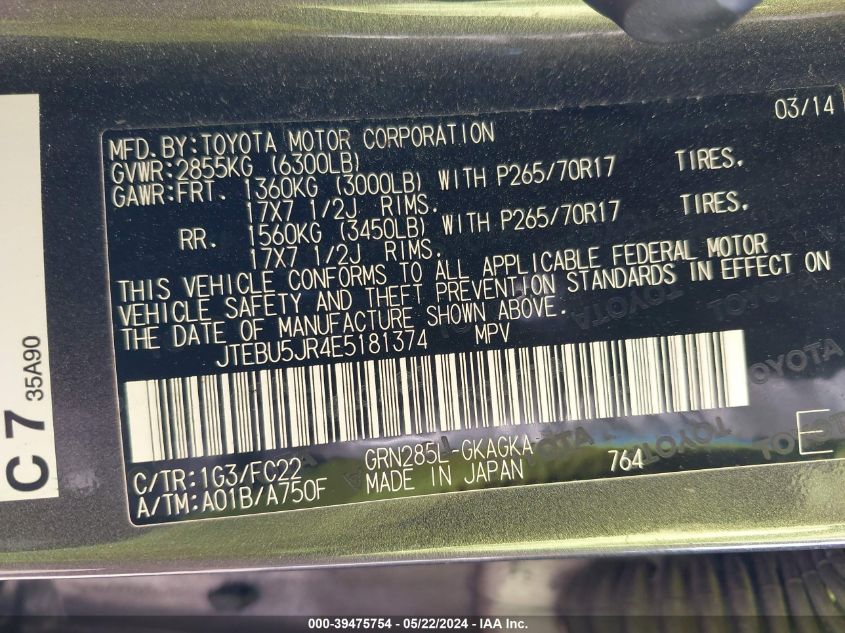 03/14
MFD.BY:TOYOTA MOTOR CORPORATION
GVWR:2855KG (6300LB)
GAWR:FRT. 1360KG (3000LB) WITH P265/70R17 TIRES.
17X7 1/2J RIMS.
RR. 1560KG (3450LB) WITH P265/70R17 TIRES.
17X7 1/2J RIMS.
THIS VEHICLE CONFORMS TO ALL APPLICABLE FEDERAL MOTOR
VEHICLE SAFETY AND THEFT PREVENTION STANDARDS IN EFFECT ON
THE DATE OF MANUFACTURE SHOWN ABOVE.
JTEBU5JR4E5181374 MPV
C/TR:1G3/FC22 GRN285L-GKAGKA
A/TM:A01B/A750F MADE IN JAPAN 764
E
C 7
35A90
TOYOTA
000-39475754 - 05/22/2024 - IAA Inc.